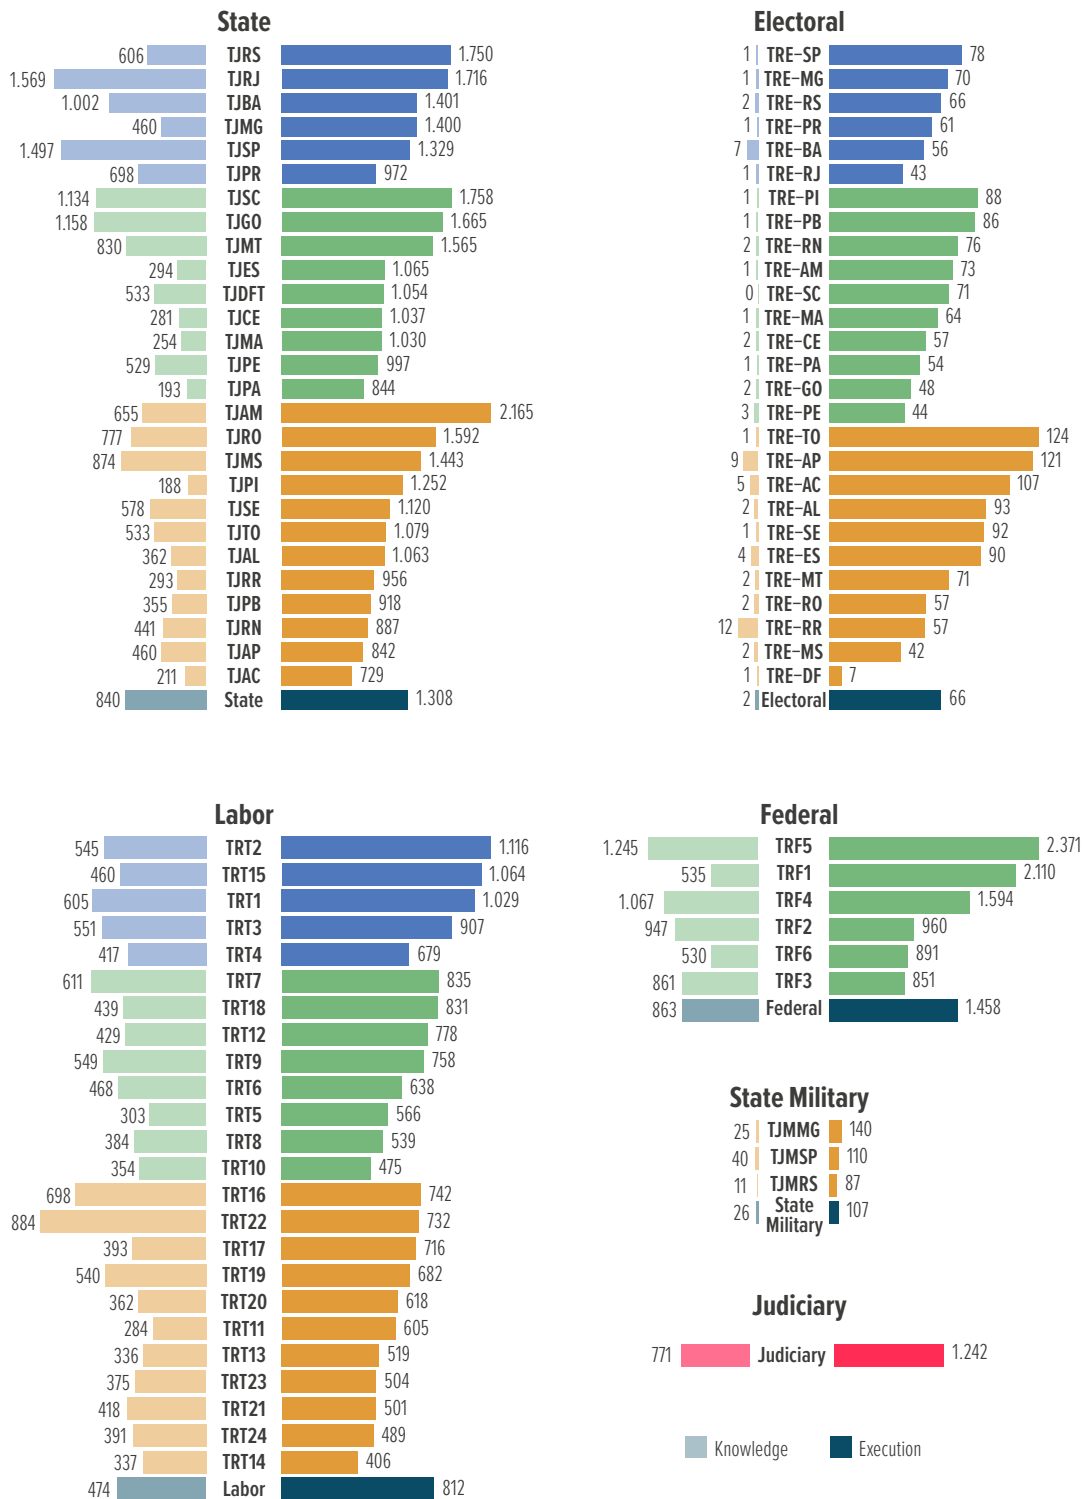 State
606 TJRS 1.750
1.569 TJRJ 1.716
1.002 TJBA 1.401
460 TJMG 1.400
1.497 TJSP 1.329
698 TJPR 972
1.134 TJSC 1.758
1.158 TJGO 1.665
830 TJMT 1.565
294 TJES 1.065
533 TJDFT 1.054
281 TJCE 1.037
254 TJMA 1.030
529 TJPE 997
193 TJPA 844
655 TJAM 2.165
777 TJRO 1.592
874 TJMS 1.443
188 TJPI 1.252
578 TJSE 1.120
533 TJTO 1.079
362 TJAL 1.063
293 TJRR 956
355 TJPB 918
441 TJRN 887
460 TJAP 842
211 TJAC 729
840 State 1.308
Electoral
1 TRE-SP 78
1 TRE-MG 70
2 TRE-RS 66
1 TRE-PR 61
7 TRE-BA 56
1 TRE-RJ 43
1 TRE-PI 88
1 TRE-PB 86
2 TRE-RN 76
1 TRE-AM 73
0 TRE-SC 71
1 TRE-MA 64
2 TRE-CE 57
1 TRE-PA 54
2 TRE-GO 48
3 TRE-PE 44
1 TRE-TO 124
9 TRE-AP 121
5 TRE-AC 107
2 TRE-AL 93
1 TRE-SE 92
4 TRE-ES 90
2 TRE-MT 71
2 TRE-RO 57
12 TRE-RR 57
2 TRE-MS 42
1 TRE-DF 7
2 Electoral 66
Labor
545 TRT2 1.116
460 TRT15 1.064
605 TRT1 1.029
551 TRT3 907
417 TRT4 679
611 TRT7 835
439 TRT18 831
429 TRT12 778
549 TRT9 758
468 TRT6 638
303 TRT5 566
384 TRT8 539
354 TRT10 475
698 TRT16 742
884 TRT22 732
393 TRT17 716
540 TRT19 682
362 TRT20 618
284 TRT11 605
336 TRT13 519
375 TRT23 504
418 TRT21 501
391 TRT24 489
337 TRT14 406
474 Labor 812
Federal
1.245 TRF5 2.371
535 TRF1 2.110
1.067 TRF4 1.594
947 TRF2 960
530 TRF6 891
861 TRF3 851
863 Federal 1.458
State Military
25 TJMMG 140
40 TJMSP 110
11 TJMRS 87
26 State 107
Military
Judiciary
771 Judiciary 1.242
Knowledge Execution